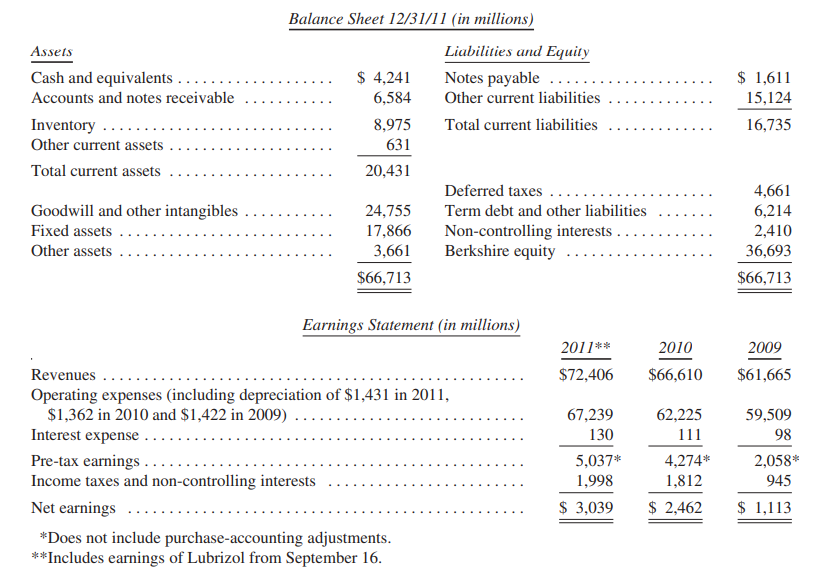 Balance Sheet 12/31/11 (in millions)
Assets Liabilities and Equity
Cash and equivalents . . . . . . . . . . . . . . . . . . . $ 4,241 Notes payable . . . . . . . . . . . . . . . . . . . . $ 1,611
Accounts and notes receivable . . . . . . . . . . . 6,584 Other current liabilities . . . . . . . . . . . . . 15,124
Inventory . . . . . . . . . . . . . . . . . . . . . . . . . . . . 8,975 Total current liabilities . . . . . . . . . . . . . 16,735
Other current assets . . . . . . . . . . . . . . . . . . . . 631
Total current assets . . . . . . . . . . . . . . . . . . . . 20,431
Deferred taxes . . . . . . . . . . . . . . . . . . . . 4,661
Goodwill and other intangibles . . . . . . . . . . . 24,755 Term debt and other liabilities . . . . . . . 6,214
Fixed assets . . . . . . . . . . . . . . . . . . . . . . . . . . 17,866 Non-controlling interests . . . . . . . . . . . . 2,410
Other assets . . . . . . . . . . . . . . . . . . . . . . . . . . 3,661 Berkshire equity . . . . . . . . . . . . . . . . . . 36,693
$66,713 $66,713
Earnings Statement (in millions)
2011** 2010 2009
Revenues . . . . . . . . . . . . . . . . . . . . . . . . . . . . . . . . . . . . . . . . . . . . . . . . . . . $72,406 $66,610 $61,665
Operating expenses (including depreciation of $1,431 in 2011,
$1,362 in 2010 and $1,422 in 2009) . . . . . . . . . . . . . . . . . . . . . . . . . . . 67,239 62,225 59,509
Interest expense . . . . . . . . . . . . . . . . . . . . . . . . . . . . . . . . . . . . . . . . . . . . . 130 111 98
Pre-tax earnings . . . . . . . . . . . . . . . . . . . . . . . . . . . . . . . . . . . . . . . . . . . . . 5,037* 4,274* 2,058*
Income taxes and non-controlling interests . . . . . . . . . . . . . . . . . . . . . . . . 1,998 1,812 945
Net earnings . . . . . . . . . . . . . . . . . . . . . . . . . . . . . . . . . . . . . . . . . . . . . . . . $ 3,039 $ 2,462 $ 1,113
*Does not include purchase-accounting adjustments.
**Includes earnings of Lubrizol from September 16.